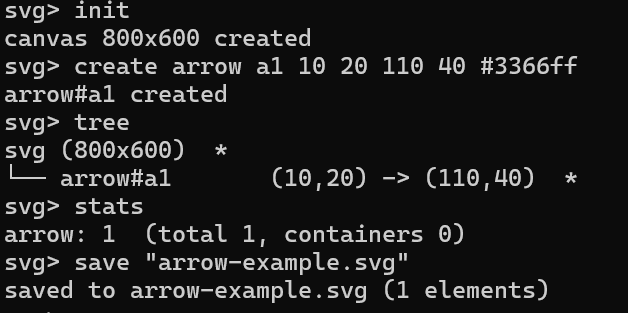 svg> init
canvas 800x600 created
svg> create arrow a1 10 20 110 40 #3366ff
arrow#a1 created
svg> tree
svg (800x600)  *
└── arrow#a1       (10,20) -> (110,40)  *
svg> stats
arrow: 1  (total 1, containers 0)
svg> save "arrow-example.svg"
saved to arrow-example.svg (1 elements)